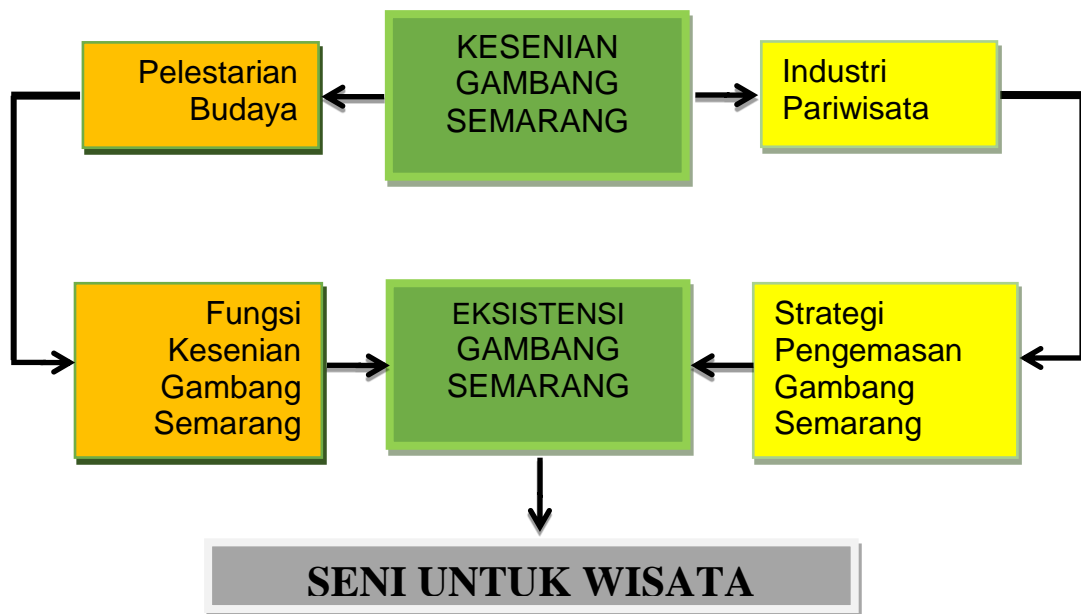 Pelestarian
Budaya
KESENIAN
GAMBANG
SEMARANG
Industri
Pariwisata
Fungsi
Kesenian
Gambang
Semarang
EKSISTENSI
GAMBANG
SEMARANG
Strategi
Pengemasan
Gambang
Semarang
SENI UNTUK WISATA